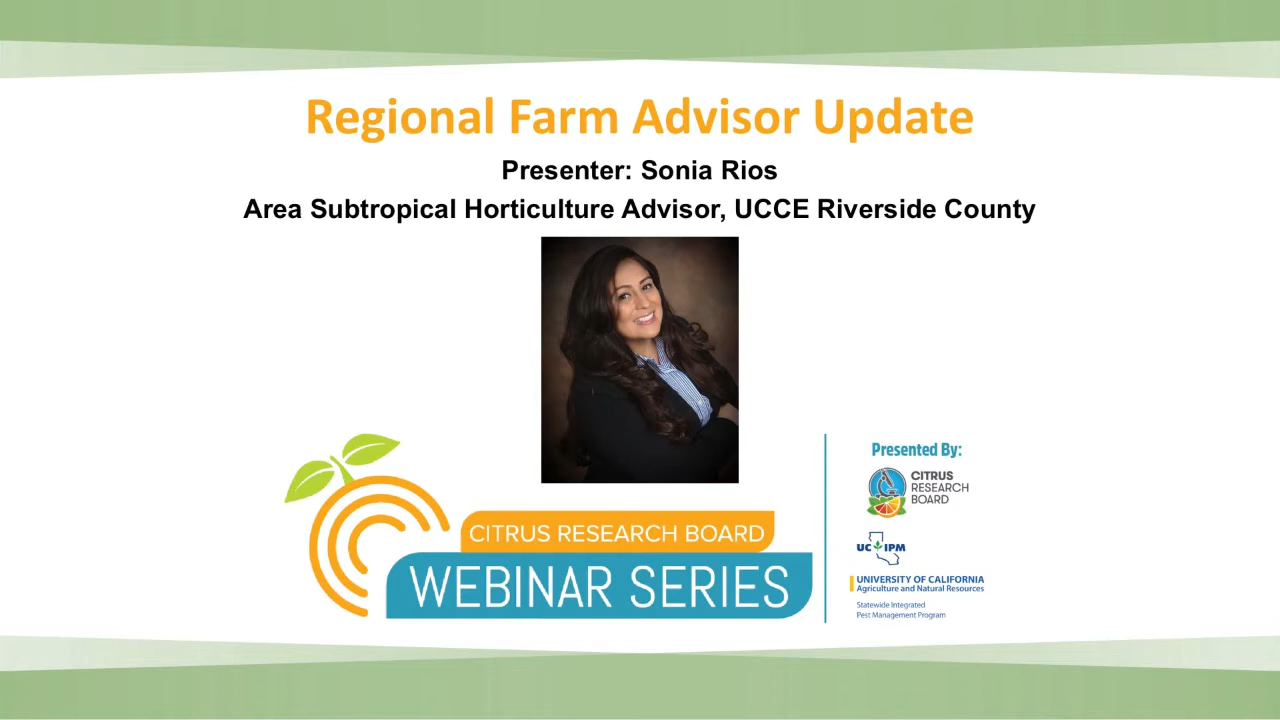 Regional Farm Advisor Update
Presenter: Sonia Rios
Area Subtropical Horticulture Advisor, UCCE Riverside County
CITRUS RESEARCH BOARD
WEBINAR SERIES
Presented By:
CITRUS
RESEARCH
BOARD
UC IPM
UNIVERSITY OF CALIFORNIA
Agriculture and Natural Resources
Statewide Integrated
Pest Management Program